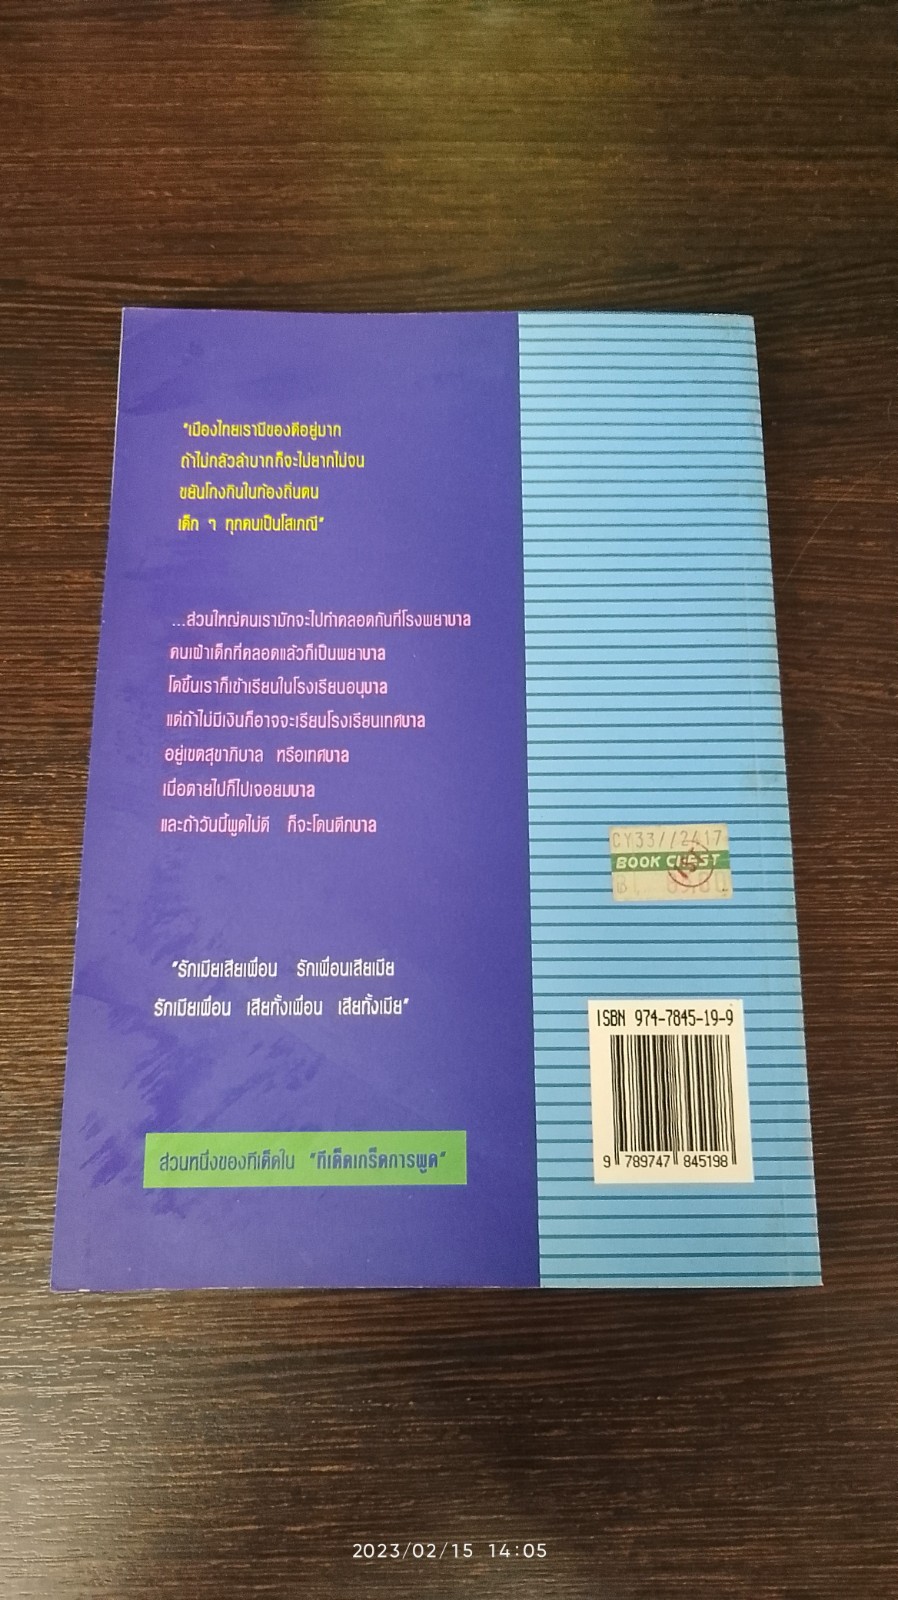 "เมืองไทยเรามีของดีอยู่มาก
ถ้าไม่กลัวลำบากก็จะไม่ยากไม่จน
ขยันโกงกินในท้องถิ่นตน
เด็ก ๆ ทุกคนเป็นโสเภณี"
...ส่วนใหญ่คนเรามักจะไปทำคลอดกันที่โรงพยาบาล
คนเฝ้าเด็กที่คลอดแล้วก็เป็นพยาบาล
โตขึ้นเราก็เข้าเรียนในโรงเรียนอนุบาล
แต่ถ้าไม่มีเงินก็อาจจะเรียนโรงเรียนเทศบาล
อยู่เขตสุขาภิบาล หรือเทศบาล
เมื่อตายไปก็ไปเจอยมบาล
และถ้าวันนี้พูดไม่ดี ก็จะโดนตีกบาล
"รักเมียเสียเพื่อน รักเพื่อนเสียเมีย
รักเมียเพื่อน เสียทั้งเพื่อน เสียทั้งเมีย"
ส่วนหนึ่งของทีเด็ดใน "ทีเด็ดเกร็ดการพูด"
CY33//2417
BOOK CHEST
ISBN 974-7845-19-9
9 789747 845198
2023/02/15 14:05